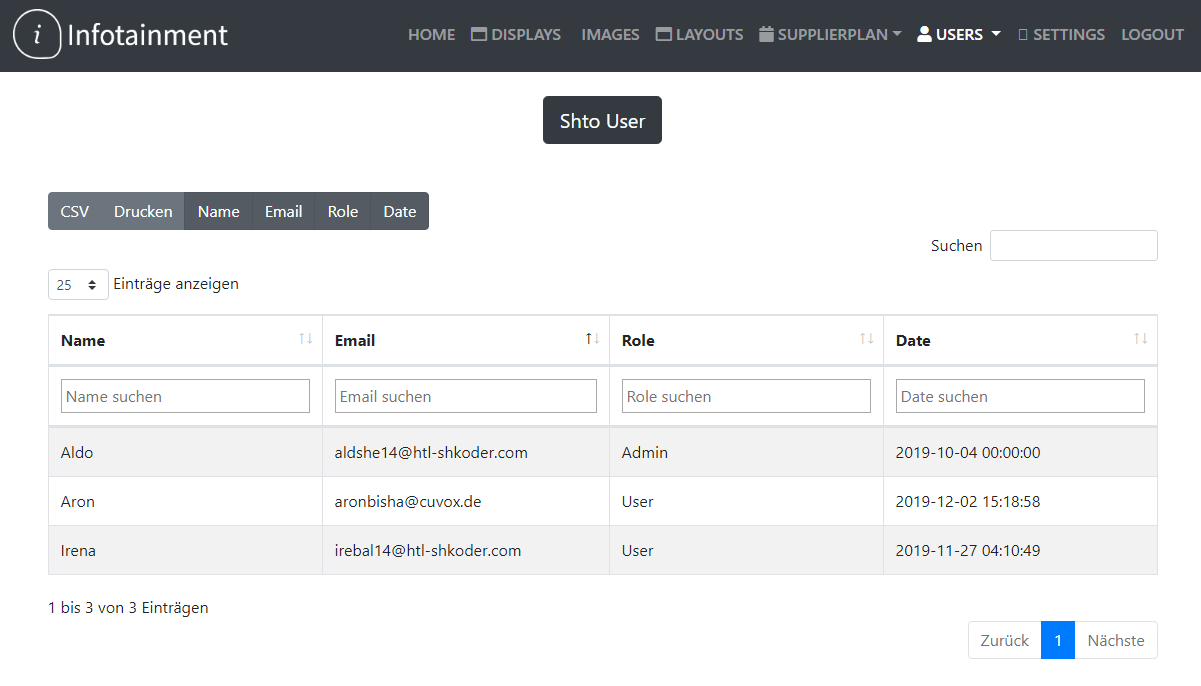 i Infotainment HOME DISPLAYS IMAGES LAYOUTS SUPPLIERPLAN USERS SETTINGS LOGOUT
Shto User
CSV Drucken Name Email Role Date
Suchen
25 Einträge anzeigen
Name Email Role Date
Name suchen Email suchen Role suchen Date suchen
Aldo aldshe14@htl-shkoder.com Admin 2019-10-04 00:00:00
Aron aronbisha@cuvox.de User 2019-12-02 15:18:58
Irena irebal14@htl-shkoder.com User 2019-11-27 04:10:49
1 bis 3 von 3 Einträgen
Zurück 1 Nächste